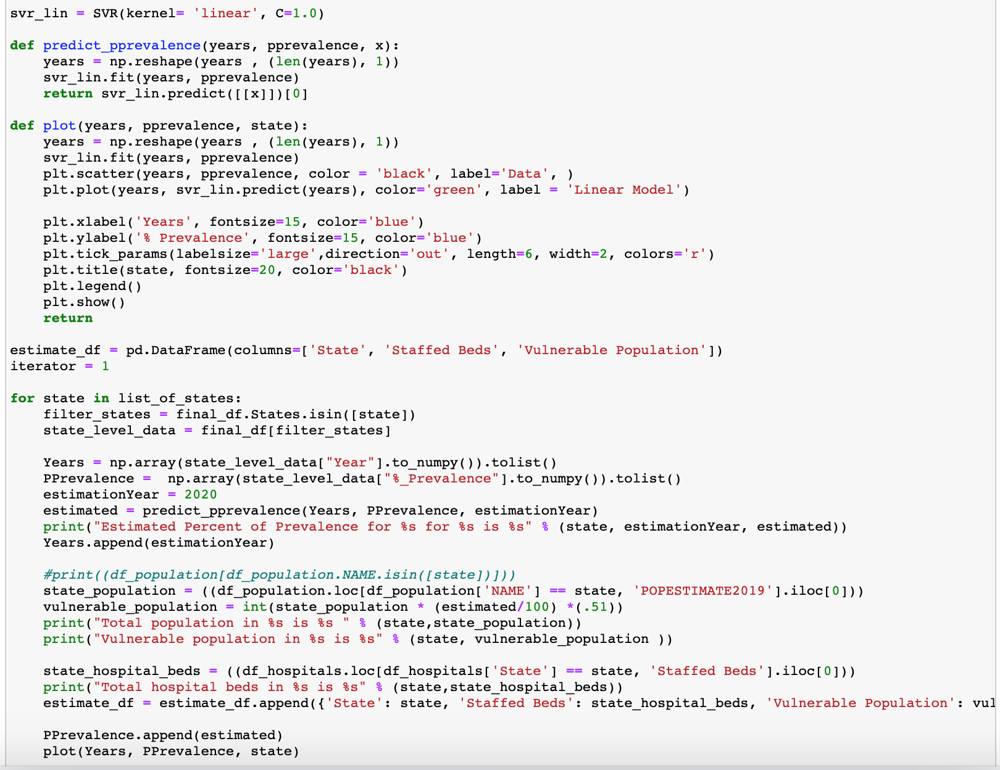 svr_lin = SVR(kernel= 'linear', C=1.0)
def predict_pprevalence(years, pprevalence, x):
    years = np.reshape(years , (len(years), 1))
    svr_lin.fit(years, pprevalence)
    return svr_lin.predict([[x]])[0]
def plot(years, pprevalence, state):
    years = np.reshape(years , (len(years), 1))
    svr_lin.fit(years, pprevalence)
    plt.scatter(years, pprevalence, color = 'black', label='Data', )
    plt.plot(years, svr_lin.predict(years), color='green', label = 'Linear Model')
    plt.xlabel('Years', fontsize=15, color='blue')
    plt.ylabel('% Prevalence', fontsize=15, color='blue')
    plt.tick_params(labelsize='large',direction='out', length=6, width=2, colors='r')
    plt.title(state, fontsize=20, color='black')
    plt.legend()
    plt.show()
    return
estimate_df = pd.DataFrame(columns=['State', 'Staffed Beds', 'Vulnerable Population'])
iterator = 1
for state in list_of_states:
    filter_states = final_df.States.isin([state])
    state_level_data = final_df[filter_states]
    Years = np.array(state_level_data["Year"].to_numpy()).tolist()
    PPrevalence =  np.array(state_level_data["%_Prevalence"].to_numpy()).tolist()
    estimationYear = 2020
    estimated = predict_pprevalence(Years, PPrevalence, estimationYear)
    print("Estimated Percent of Prevalence for %s for %s is %s" % (state, estimationYear, estimated))
    Years.append(estimationYear)
    #print((df_population[df_population.NAME.isin([state])]))
    state_population = ((df_population.loc[df_population['NAME'] == state, 'POPESTIMATE2019'].iloc[0]))
    vulnerable_population = int(state_population * (estimated/100) *(.51))
    print("Total population in %s is %s " % (state,state_population))
    print("Vulnerable population in %s is %s" % (state, vulnerable_population ))
    state_hospital_beds = ((df_hospitals.loc[df_hospitals['State'] == state, 'Staffed Beds'].iloc[0]))
    print("Total hospital beds in %s is %s" % (state,state_hospital_beds))
    estimate_df = estimate_df.append({'State': state, 'Staffed Beds': state_hospital_beds, 'Vulnerable Population': vul
    PPrevalence.append(estimated)
    plot(Years, PPrevalence, state)